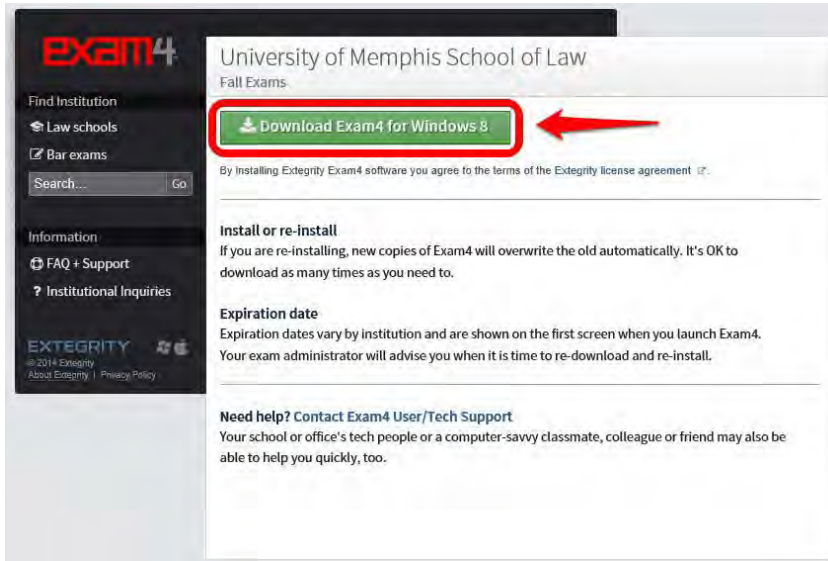 exam4
Find Institution
Law schools
Bar exams
Search...
Go
Information
FAQ + Support
? Institutional Inquiries
EXTEGRITY
© 2014 Extegrity
About Extegrity | Privacy Policy
University of Memphis School of Law
Fall Exams
Download Exam4 for Windows 8
By installing Extegrity Exam4 software you agree to the terms of the Extegrity license agreement
Install or re-install
If you are re-installing, new copies of Exam4 will overwrite the old automatically. It's OK to
download as many times as you need to.
Expiration date
Expiration dates vary by institution and are shown on the first screen when you launch Exam4.
Your exam administrator will advise you when it is time to re-download and re-install.
Need help? Contact Exam4 User/Tech Support
Your school or office's tech people or a computer-savvy classmate, colleague or friend may also be
able to help you quickly, too.